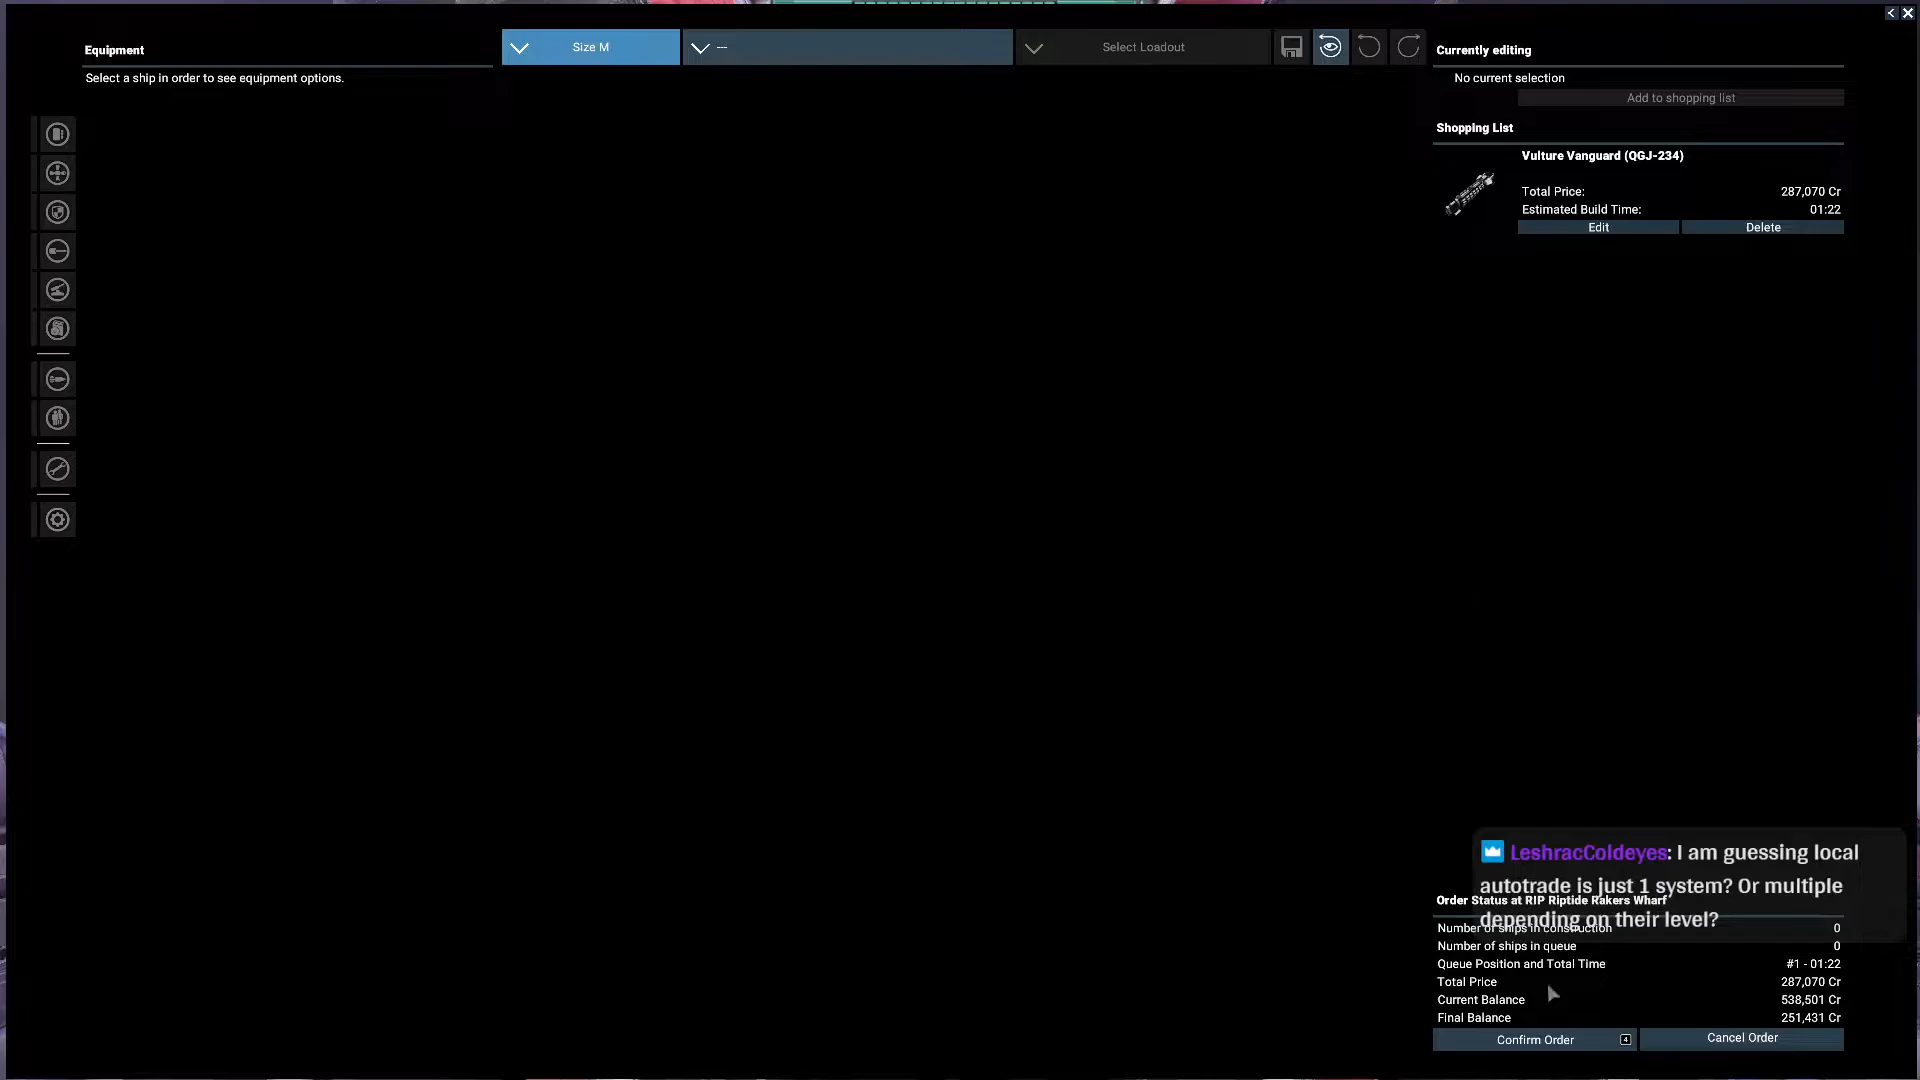 Equipment
Select a ship in order to see equipment options.
Size M
---
Select Loadout
Currently editing
No current selection
Add to shopping list
Shopping List
Vulture Vanguard (QGJ-234)
Total Price: 287,070 Cr
Estimated Build Time: 01:22
Edit Delete
LeshracColdeyes: I am guessing local
autotrade is just 1 system? Or multiple
depending on their level?
Order Status at RIP Riptide Rakers Wharf
Number of ships in construction 0
Number of ships in queue 0
Queue Position and Total Time #1 - 01:22
Total Price 287,070 Cr
Current Balance 538,501 Cr
Final Balance 251,431 Cr
Confirm Order 4 Cancel Order